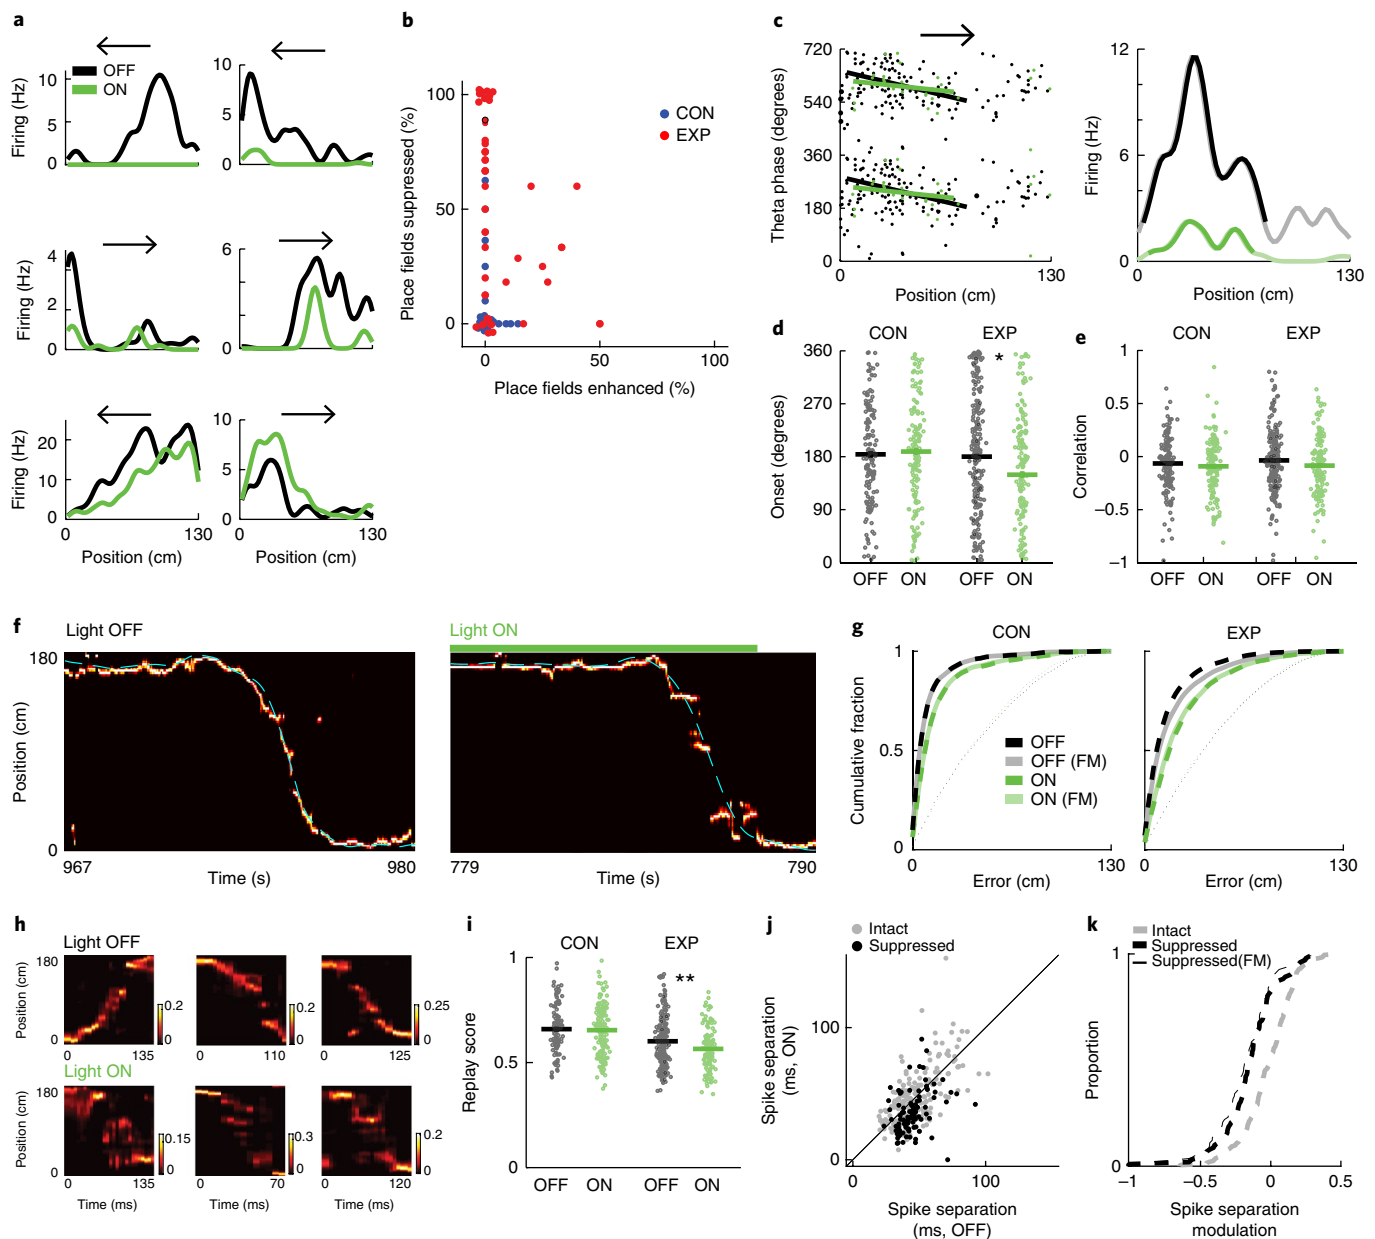 a
OFF
ON
Firing (Hz)
10
5
0
10
5
0
Firing (Hz)
4
2
0
6
4
2
0
Firing (Hz)
20
10
0
10
5
0
0
130
0
130
Position (cm)
Position (cm)
b
CON
EXP
Place fields suppressed (%)
100
50
0
0
50
100
Place fields enhanced (%)
c
Theta phase (degrees)
720
540
360
180
0
0
130
Position (cm)
Firing (Hz)
12
6
0
0
130
Position (cm)
d
CON
EXP
*
Onset (degrees)
360
270
180
90
0
OFF
ON
OFF
ON
e
CON
EXP
Correlation
1
0.5
0
−0.5
−1
OFF
ON
OFF
ON
f
Light OFF
Light ON
Position (cm)
180
0
967
980
Time (s)
779
790
Time (s)
g
CON
EXP
Cumulative fraction
1
0.5
0
OFF
OFF (FM)
ON
ON (FM)
0
130
Error (cm)
1
0.5
0
0
130
Error (cm)
h
Light OFF
Position (cm)
180
0
0
135
0.2
0
0
110
0.2
0
0
125
0.25
0
Light ON
Position (cm)
180
0
0
135
0.15
0
0
70
0.3
0
0
120
0.2
0
Time (ms)
Time (ms)
Time (ms)
i
CON
EXP
**
Replay score
1
0.5
0
OFF
ON
OFF
ON
j
Intact
Suppressed
Spike separation
(ms, ON)
100
0
0
100
Spike separation
(ms, OFF)
k
Intact
Suppressed
Suppressed(FM)
Proportion
1
0
−1
−0.5
0
0.5
Spike separation
modulation